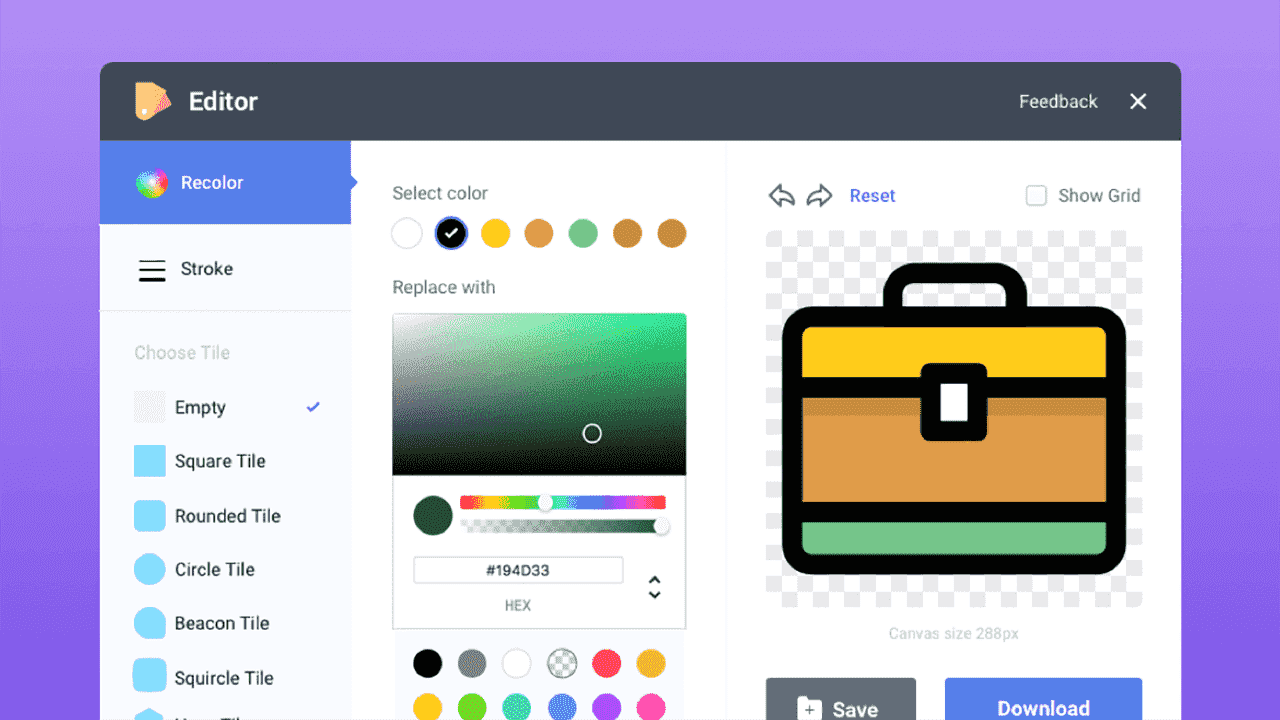 Editor
Feedback
Recolor
Stroke
Choose Tile
Empty
Square Tile
Rounded Tile
Circle Tile
Beacon Tile
Squircle Tile
Select color
Replace with
#194D33
HEX
Reset
Show Grid
Canvas size 288px
Save
Download